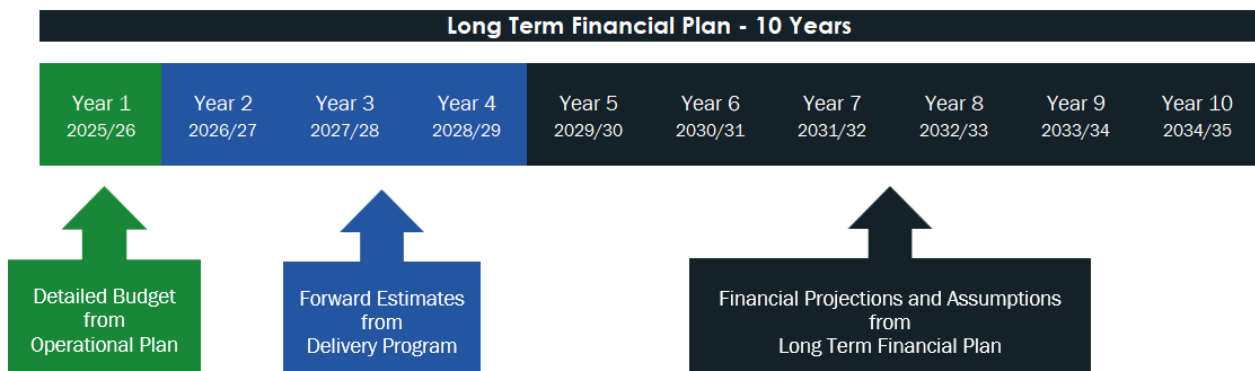 Long Term Financial Plan - 10 Years
Year 1
2025/26
Year 2
2026/27
Year 3
2027/28
Year 4
2028/29
Year 5
2029/30
Year 6
2030/31
Year 7
2031/32
Year 8
2032/33
Year 9
2033/34
Year 10
2034/35
Detailed Budget
from
Operational Plan
Forward Estimates
from
Delivery Program
Financial Projections and Assumptions
from
Long Term Financial Plan